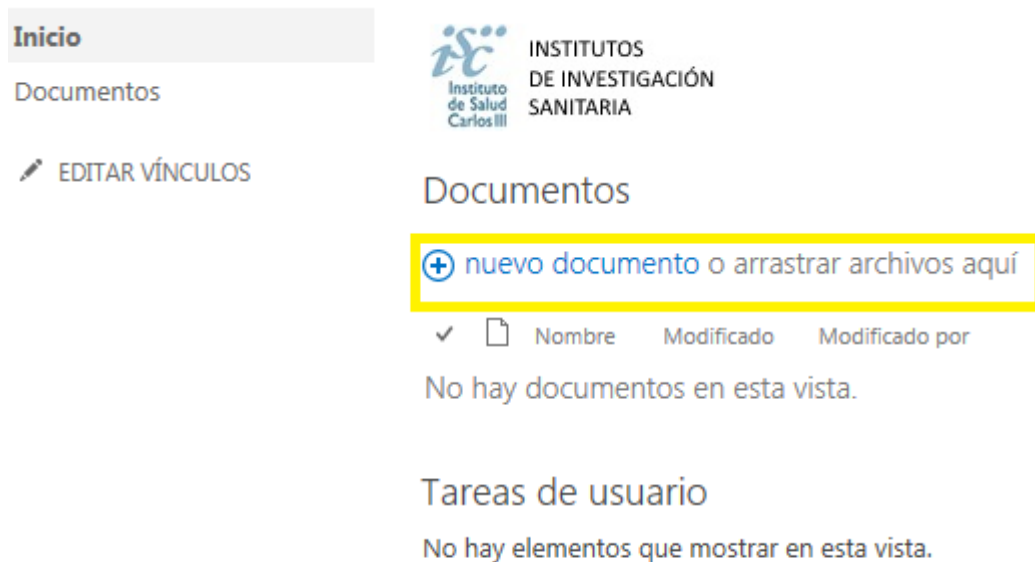 Inicio
Documentos
EDITAR VÍNCULOS
isc
Instituto
de Salud
Carlos III
INSTITUTOS
DE INVESTIGACIÓN
SANITARIA
Documentos
nuevo documento o arrastrar archivos aquí
Nombre Modificado Modificado por
No hay documentos en esta vista.
Tareas de usuario
No hay elementos que mostrar en esta vista.